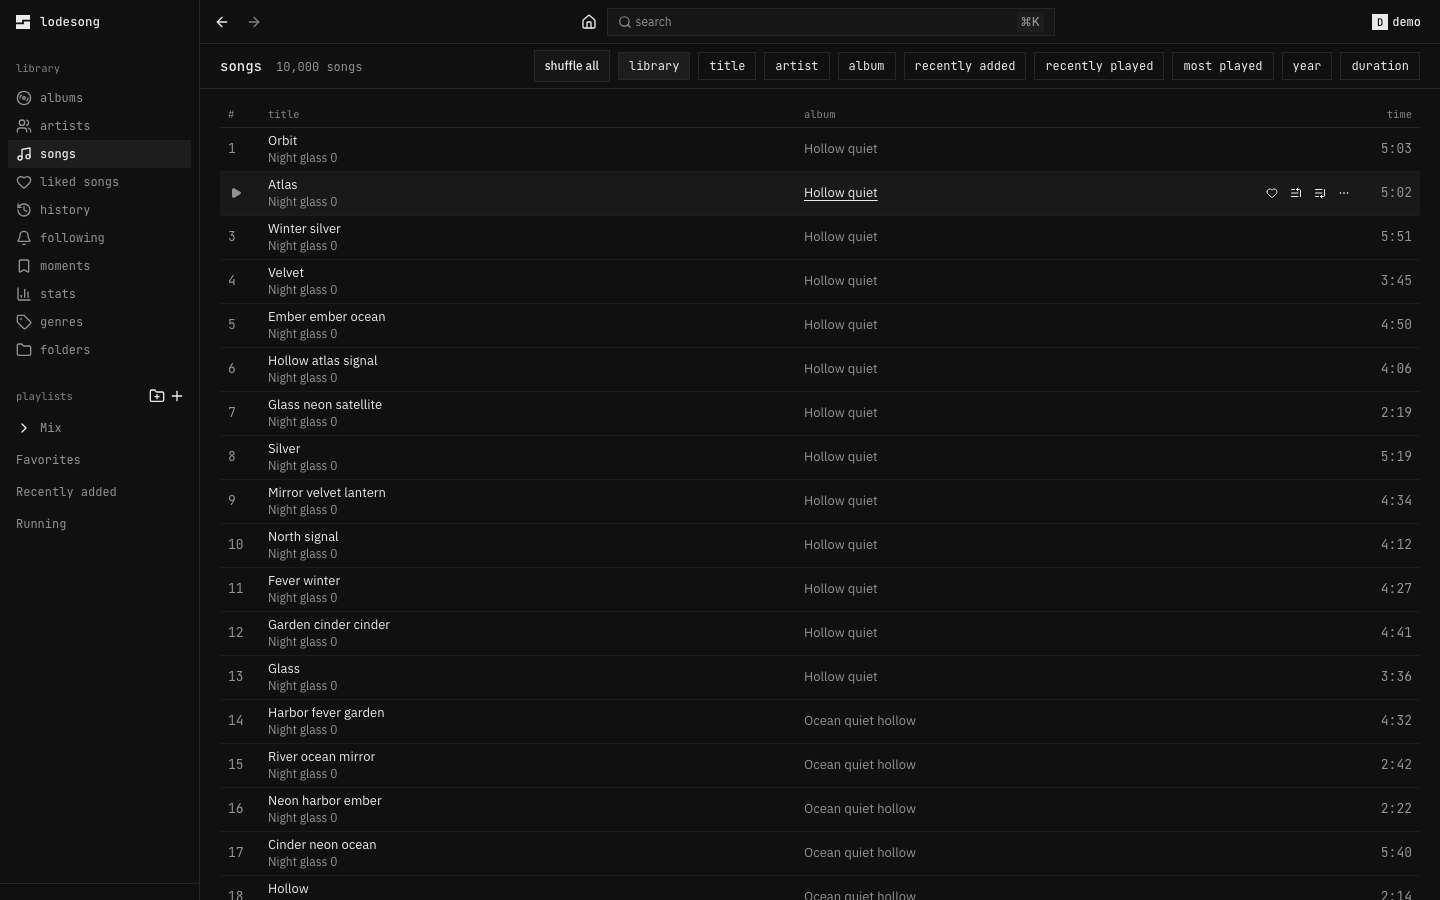 lodesong
search
⌘K
D demo
library
albums
artists
songs
liked songs
history
following
moments
stats
genres
folders
playlists
Mix
Favorites
Recently added
Running
songs 10,000 songs
shuffle all library title artist album recently added recently played most played year duration
# title album time
1 Orbit Hollow quiet 5:03
Night glass 0
Atlas Hollow quiet 5:02
Night glass 0
3 Winter silver Hollow quiet 5:51
Night glass 0
4 Velvet Hollow quiet 3:45
Night glass 0
5 Ember ember ocean Hollow quiet 4:50
Night glass 0
6 Hollow atlas signal Hollow quiet 4:06
Night glass 0
7 Glass neon satellite Hollow quiet 2:19
Night glass 0
8 Silver Hollow quiet 5:19
Night glass 0
9 Mirror velvet lantern Hollow quiet 4:34
Night glass 0
10 North signal Hollow quiet 4:12
Night glass 0
11 Fever winter Hollow quiet 4:27
Night glass 0
12 Garden cinder cinder Hollow quiet 4:41
Night glass 0
13 Glass Hollow quiet 3:36
Night glass 0
14 Harbor fever garden Ocean quiet hollow 4:32
Night glass 0
15 River ocean mirror Ocean quiet hollow 2:42
Night glass 0
16 Neon harbor ember Ocean quiet hollow 2:22
Night glass 0
17 Cinder neon ocean Ocean quiet hollow 5:40
Night glass 0
18 Hollow Ocean quiet hollow 2:14